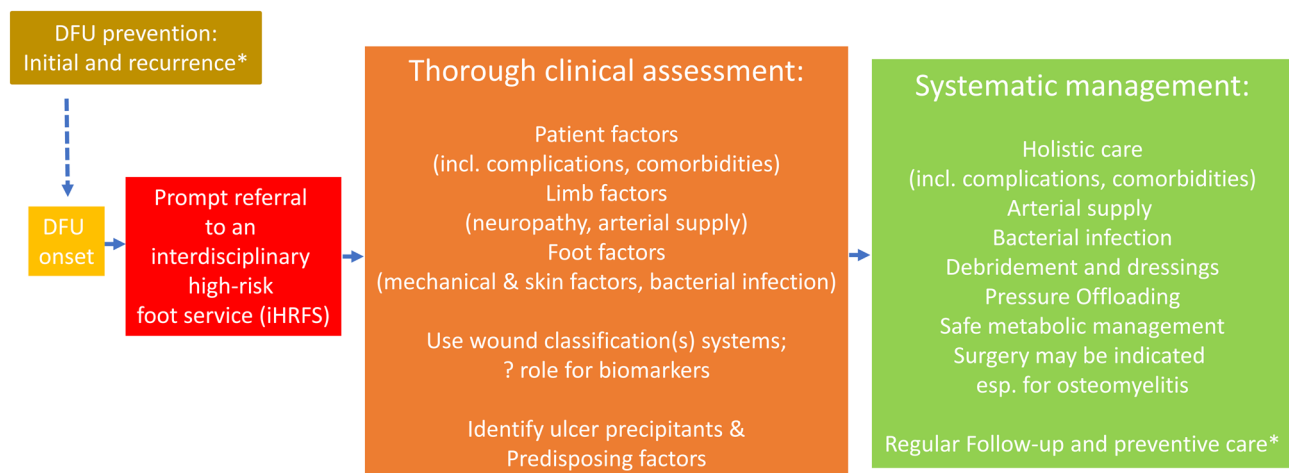 DFU prevention:
Initial and recurrence*
DFU
onset
Prompt referral
to an
interdisciplinary
high-risk
foot service (iHRFS)
Thorough clinical assessment:
Patient factors
(incl. complications, comorbidities)
Limb factors
(neuropathy, arterial supply)
Foot factors
(mechanical & skin factors, bacterial infection)
Use wound classification(s) systems;
? role for biomarkers
Identify ulcer precipitants &
Predisposing factors
Systematic management:
Holistic care
(incl. complications, comorbidities)
Arterial supply
Bacterial infection
Debridement and dressings
Pressure Offloading
Safe metabolic management
Surgery may be indicated
esp. for osteomyelitis
Regular Follow-up and preventive care*